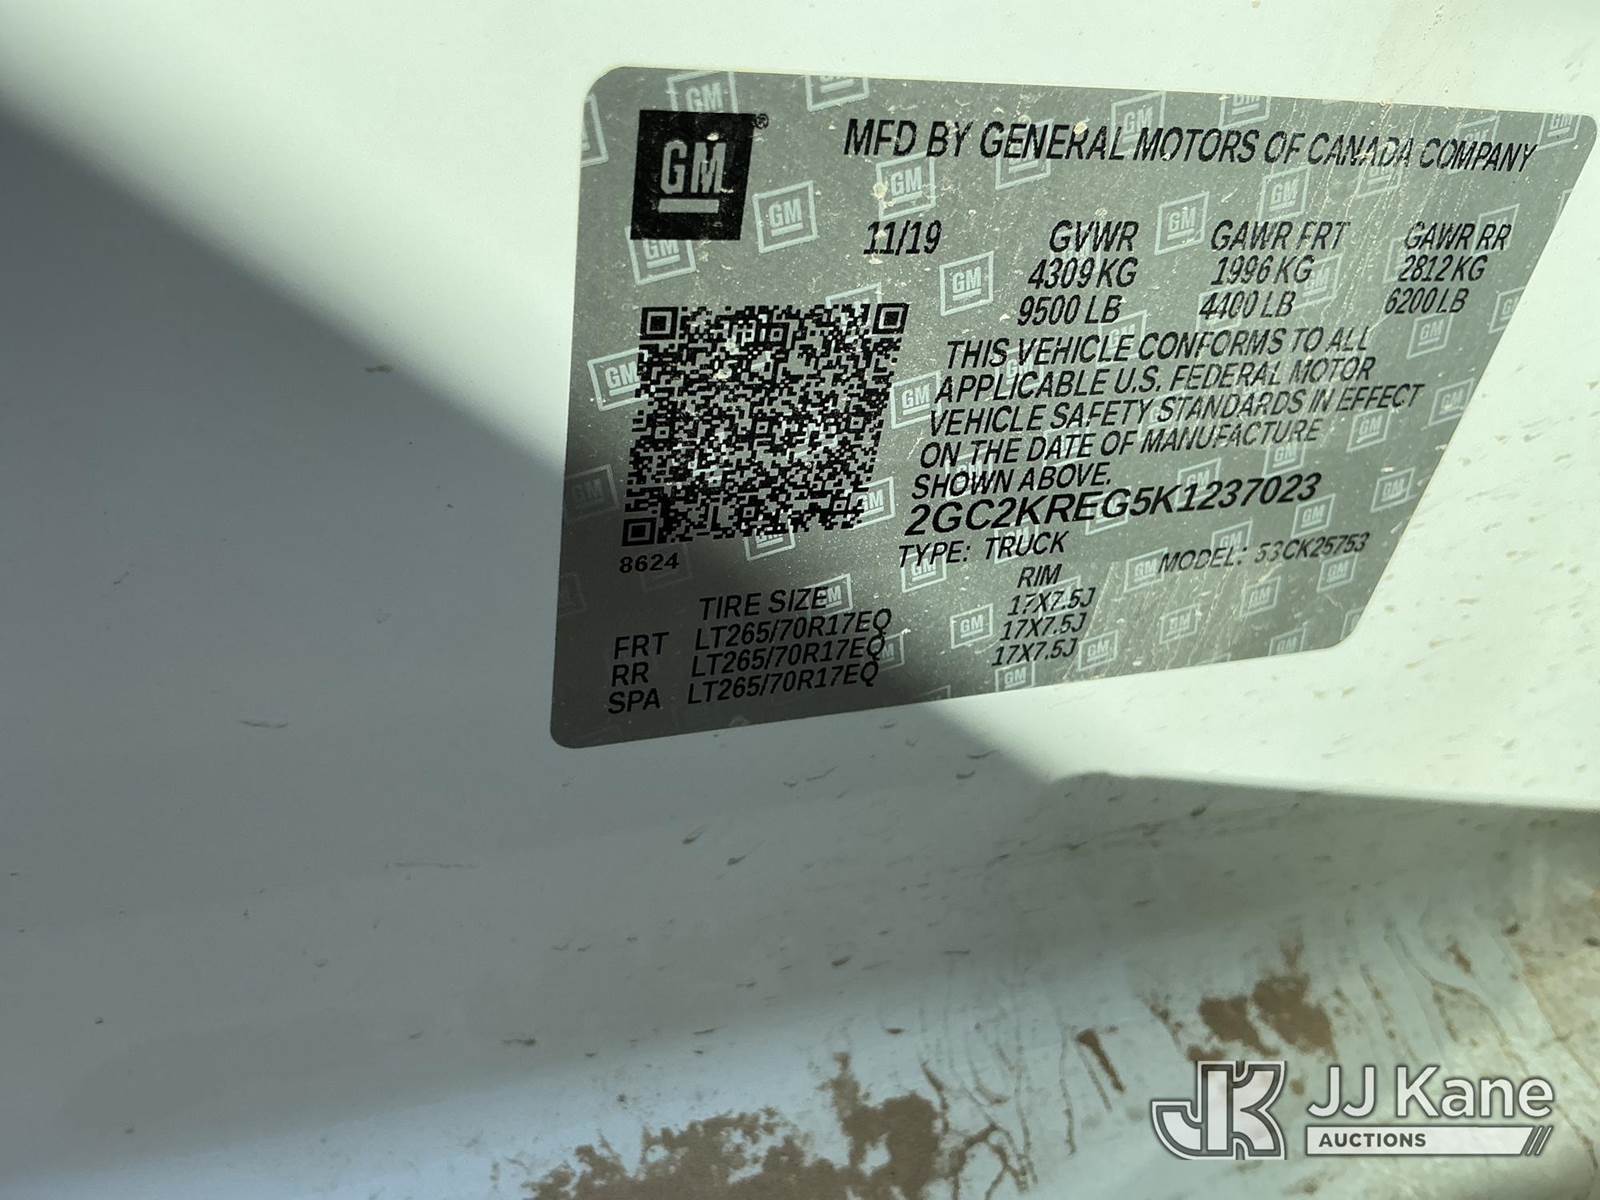 GM®
MFD BY GENERAL MOTORS OF CANADA COMPANY
11/19 GVWR GAWR FRT GAWR RR
4309 KG 1996 KG 2812 KG
9500 LB 4400 LB 6200 LB
THIS VEHICLE CONFORMS TO ALL
APPLICABLE U.S. FEDERAL MOTOR
VEHICLE SAFETY STANDARDS IN EFFECT
ON THE DATE OF MANUFACTURE
SHOWN ABOVE.
2GC2KREG5K1237023
8624
TYPE: TRUCK MODEL: 53CK25753
TIRE SIZE RIM
FRT LT265/70R17EQ 17X7.5J
RR LT265/70R17EQ 17X7.5J
SPA LT265/70R17EQ 17X7.5J
JK JJ Kane
AUCTIONS